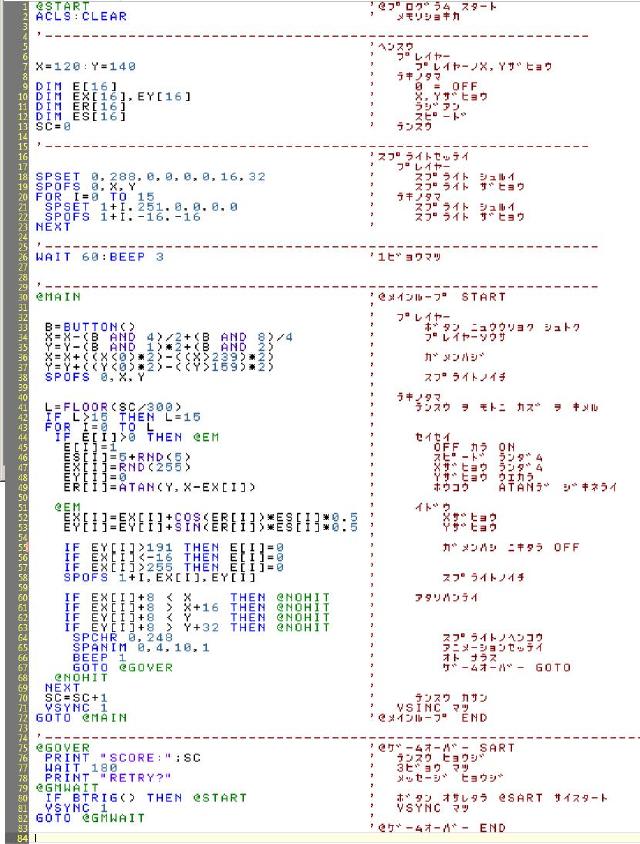 1 @START ' @プログラム スタート
2 ACLS:CLEAR ' メモリショキカ
3
4 '----------------------------------------------------------
5 ' ヘンスウ
6 ' プレイヤー
7 X=120:Y=140 ' プレイヤーノX,Yザヒョウ
8 ' テキノタマ
9 DIM E[16] ' 0 = OFF
10 DIM EX[16],EY[16] ' X,Yザヒョウ
11 DIM ER[16] ' ラジアン
12 DIM ES[16] ' スピード
13 SC=0 ' テンスウ
14
15 '----------------------------------------------------------
16 ' スプライトセッテイ
17 ' プレイヤー
18 SPSET 0,288,0,0,0,0,16,32 ' スプライト シュルイ
19 SPOFS 0,X,Y ' スプライト ザヒョウ
20 FOR I=0 TO 15 ' テキノタマ
21 SPSET 1+I,251,0,0,0,0 ' スプライト シュルイ
22 SPOFS 1+I,-16,-16 ' スプライト ザヒョウ
23 NEXT
24
25 '----------------------------------------------------------
26 WAIT 60:BEEP 3 ' 1ビョウマツ
27
28
29 '----------------------------------------------------------
30 @MAIN ' @メインループ START
31
32 ' プレイヤー
33 B=BUTTON() ' ボタン ニュウリョク シュトク
34 X=X-(B AND 4)/2+(B AND 8)/4 ' プレイヤーソウサ
35 Y=Y-(B AND 1)*2+(B AND 2) '
36 X=X+((X<0)*2)-((X>239)*2) ' ガメンハジ
37 Y=Y+((Y<0)*2)-((Y>159)*2) '
38 SPOFS 0,X,Y ' スプライトノイチ
39
40 ' テキノタマ
41 L=FLOOR(SC/300) ' テンスウ ヲ モトニ カズ ヲ キメル
42 IF L>15 THEN L=15 '
43 FOR I=0 TO L '
44 IF E[I]>0 THEN @EM ' セイセイ
45 E[I]=1 ' OFF カラ ON
46 ES[I]=5+RND(5) ' スピード ランダム
47 EX[I]=RND(255) ' Xザヒョウ ランダム
48 EY[I]=0 ' Yザヒョウ ウエカラ
49 ER[I]=ATAN(Y,X-EX[I]) ' ホウコウ ATANデ ジキネライ
50
51 @EM ' イドウ
52 EX[I]=EX[I]+COS(ER[I])*ES[I]*0.5 ' Xザヒョウ
53 EY[I]=EY[I]+SIN(ER[I])*ES[I]*0.5 ' Yザヒョウ
54
55 IF EY[I]>191 THEN E[I]=0 ' ガメンハシ ニキタラ OFF
56 IF EX[I]<-16 THEN E[I]=0 '
57 IF EX[I]>255 THEN E[I]=0 '
58 SPOFS 1+I,EX[I],EY[I] ' スプライトノイチ
59
60 IF EX[I]+8 < X THEN @NOHIT ' アタリハンテイ
61 IF EX[I]+8 > X+16 THEN @NOHIT '
62 IF EY[I]+8 < Y THEN @NOHIT '
63 IF EY[I]+8 > Y+32 THEN @NOHIT '
64 SPCHR 0,248 ' スプライトノヘンコウ
65 SPANIM 0,4,10,1 ' アニメーションセッテイ
66 BEEP 1 ' オト ナラス
67 GOTO @GOVER ' ゲームオーバー GOTO
68 @NOHIT '
69 NEXT
70 SC=SC+1 ' テンスウ カサン
71 VSYNC 1 ' VSINC マツ
72 GOTO @MAIN ' @メインループ END
73
74 '----------------------------------------------------------
75 @GOVER ' @ゲームオーバー SART
76 PRINT "SCORE:";SC ' テンスウ ヒョウジ
77 WAIT 180 ' 3ビョウ マツ
78 PRINT "RETRY?" ' メッセージ ヒョウジ
79 @GMWAIT '
80 IF BTRIG() THEN @START ' ボタン オサレタラ @SART サイスタート
81 VSYNC 1 ' VSYNC マツ
82 GOTO @GMWAIT '
83 ' @ゲームオーバー END
84